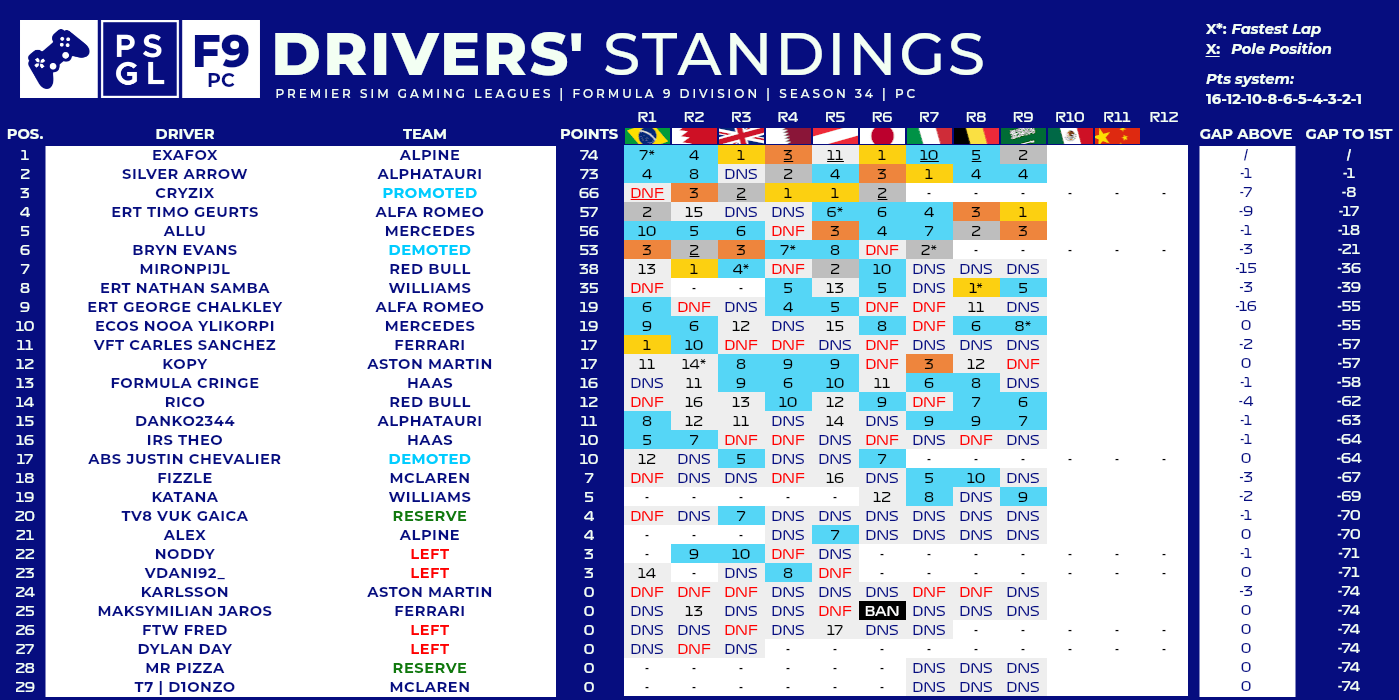 PS GL
F9 PC
DRIVERS' STANDINGS
PREMIER SIM GAMING LEAGUES | FORMULA 9 DIVISION | SEASON 34 | PC
X*: Fastest Lap
X: Pole Position
Pts system:
16-12-10-8-6-5-4-3-2-1
R1 R2 R3 R4 R5 R6 R7 R8 R9 R10 R11 R12
POS. DRIVER TEAM POINTS GAP ABOVE GAP TO 1ST
1 EXAFOX ALPINE 74 7* 4 1 3 11 1 10 5 2 / /
2 SILVER ARROW ALPHATAURI 73 4 8 DNS 2 4 3 1 4 4 -1 -1
3 CRYZIX PROMOTED 66 DNF 3 2 1 1 2 - - - - - - -7 -8
4 ERT TIMO GEURTS ALFA ROMEO 57 2 15 DNS DNS 6* 6 4 3 1 -9 -17
5 ALLU MERCEDES 56 10 5 6 DNF 3 4 7 2 3 -1 -18
6 BRYN EVANS DEMOTED 53 3 2 3 7* 8 DNF 2* - - - - - -3 -21
7 MIRONPIJL RED BULL 38 13 1 4* DNF 2 10 DNS DNS DNS -15 -36
8 ERT NATHAN SAMBA WILLIAMS 35 DNF - - 5 13 5 DNS 1* 5 -3 -39
9 ERT GEORGE CHALKLEY ALFA ROMEO 19 6 DNF DNS 4 5 DNF DNF 11 DNS -16 -55
10 ECOS NOOA YLIKORPI MERCEDES 19 9 6 12 DNS 15 8 DNF 6 8* 0 -55
11 VFT CARLES SANCHEZ FERRARI 17 1 10 DNF DNF DNS DNF DNS DNS DNS -2 -57
12 KOPY ASTON MARTIN 17 11 14* 8 9 9 DNF 3 12 DNF 0 -57
13 FORMULA CRINGE HAAS 16 DNS 11 9 6 10 11 6 8 DNS -1 -58
14 RICO RED BULL 12 DNF 16 13 10 12 9 DNF 7 6 -4 -62
15 DANKO2344 ALPHATAURI 11 8 12 11 DNS 14 DNS 9 9 7 -1 -63
16 IRS THEO HAAS 10 5 7 DNF DNF DNS DNF DNS DNF DNS -1 -64
17 ABS JUSTIN CHEVALIER DEMOTED 10 12 DNS 5 DNS DNS 7 - - - - - - 0 -64
18 FIZZLE MCLAREN 7 DNF DNS DNS DNF 16 DNS 5 10 DNS -3 -67
19 KATANA WILLIAMS 5 - - - - - 12 8 DNS 9 -2 -69
20 TV8 VUK GAICA RESERVE 4 DNF DNS 7 DNS DNS DNS DNS DNS DNS -1 -70
21 ALEX ALPINE 4 - - - DNS 7 DNS DNS DNS DNS 0 -70
22 NODDY LEFT 3 - 9 10 DNF DNS - - - - - - - -1 -71
23 VDANI92_ LEFT 3 14 - DNS 8 DNF - - - - - - - 0 -71
24 KARLSSON ASTON MARTIN 0 DNF DNF DNF DNS DNS DNS DNF DNF DNS -3 -74
25 MAKSYMILIAN JAROS FERRARI 0 DNS 13 DNS DNS DNF BAN DNS DNS DNS 0 -74
26 FTW FRED LEFT 0 DNS DNS DNF DNS 17 DNS DNS - - - - - 0 -74
27 DYLAN DAY LEFT 0 DNS DNF DNS - - - - - - - - - 0 -74
28 MR PIZZA RESERVE 0 - - - - - - DNS DNS DNS 0 -74
29 T7 | D1ONZO MCLAREN 0 - - - - - - DNS DNS DNS 0 -74